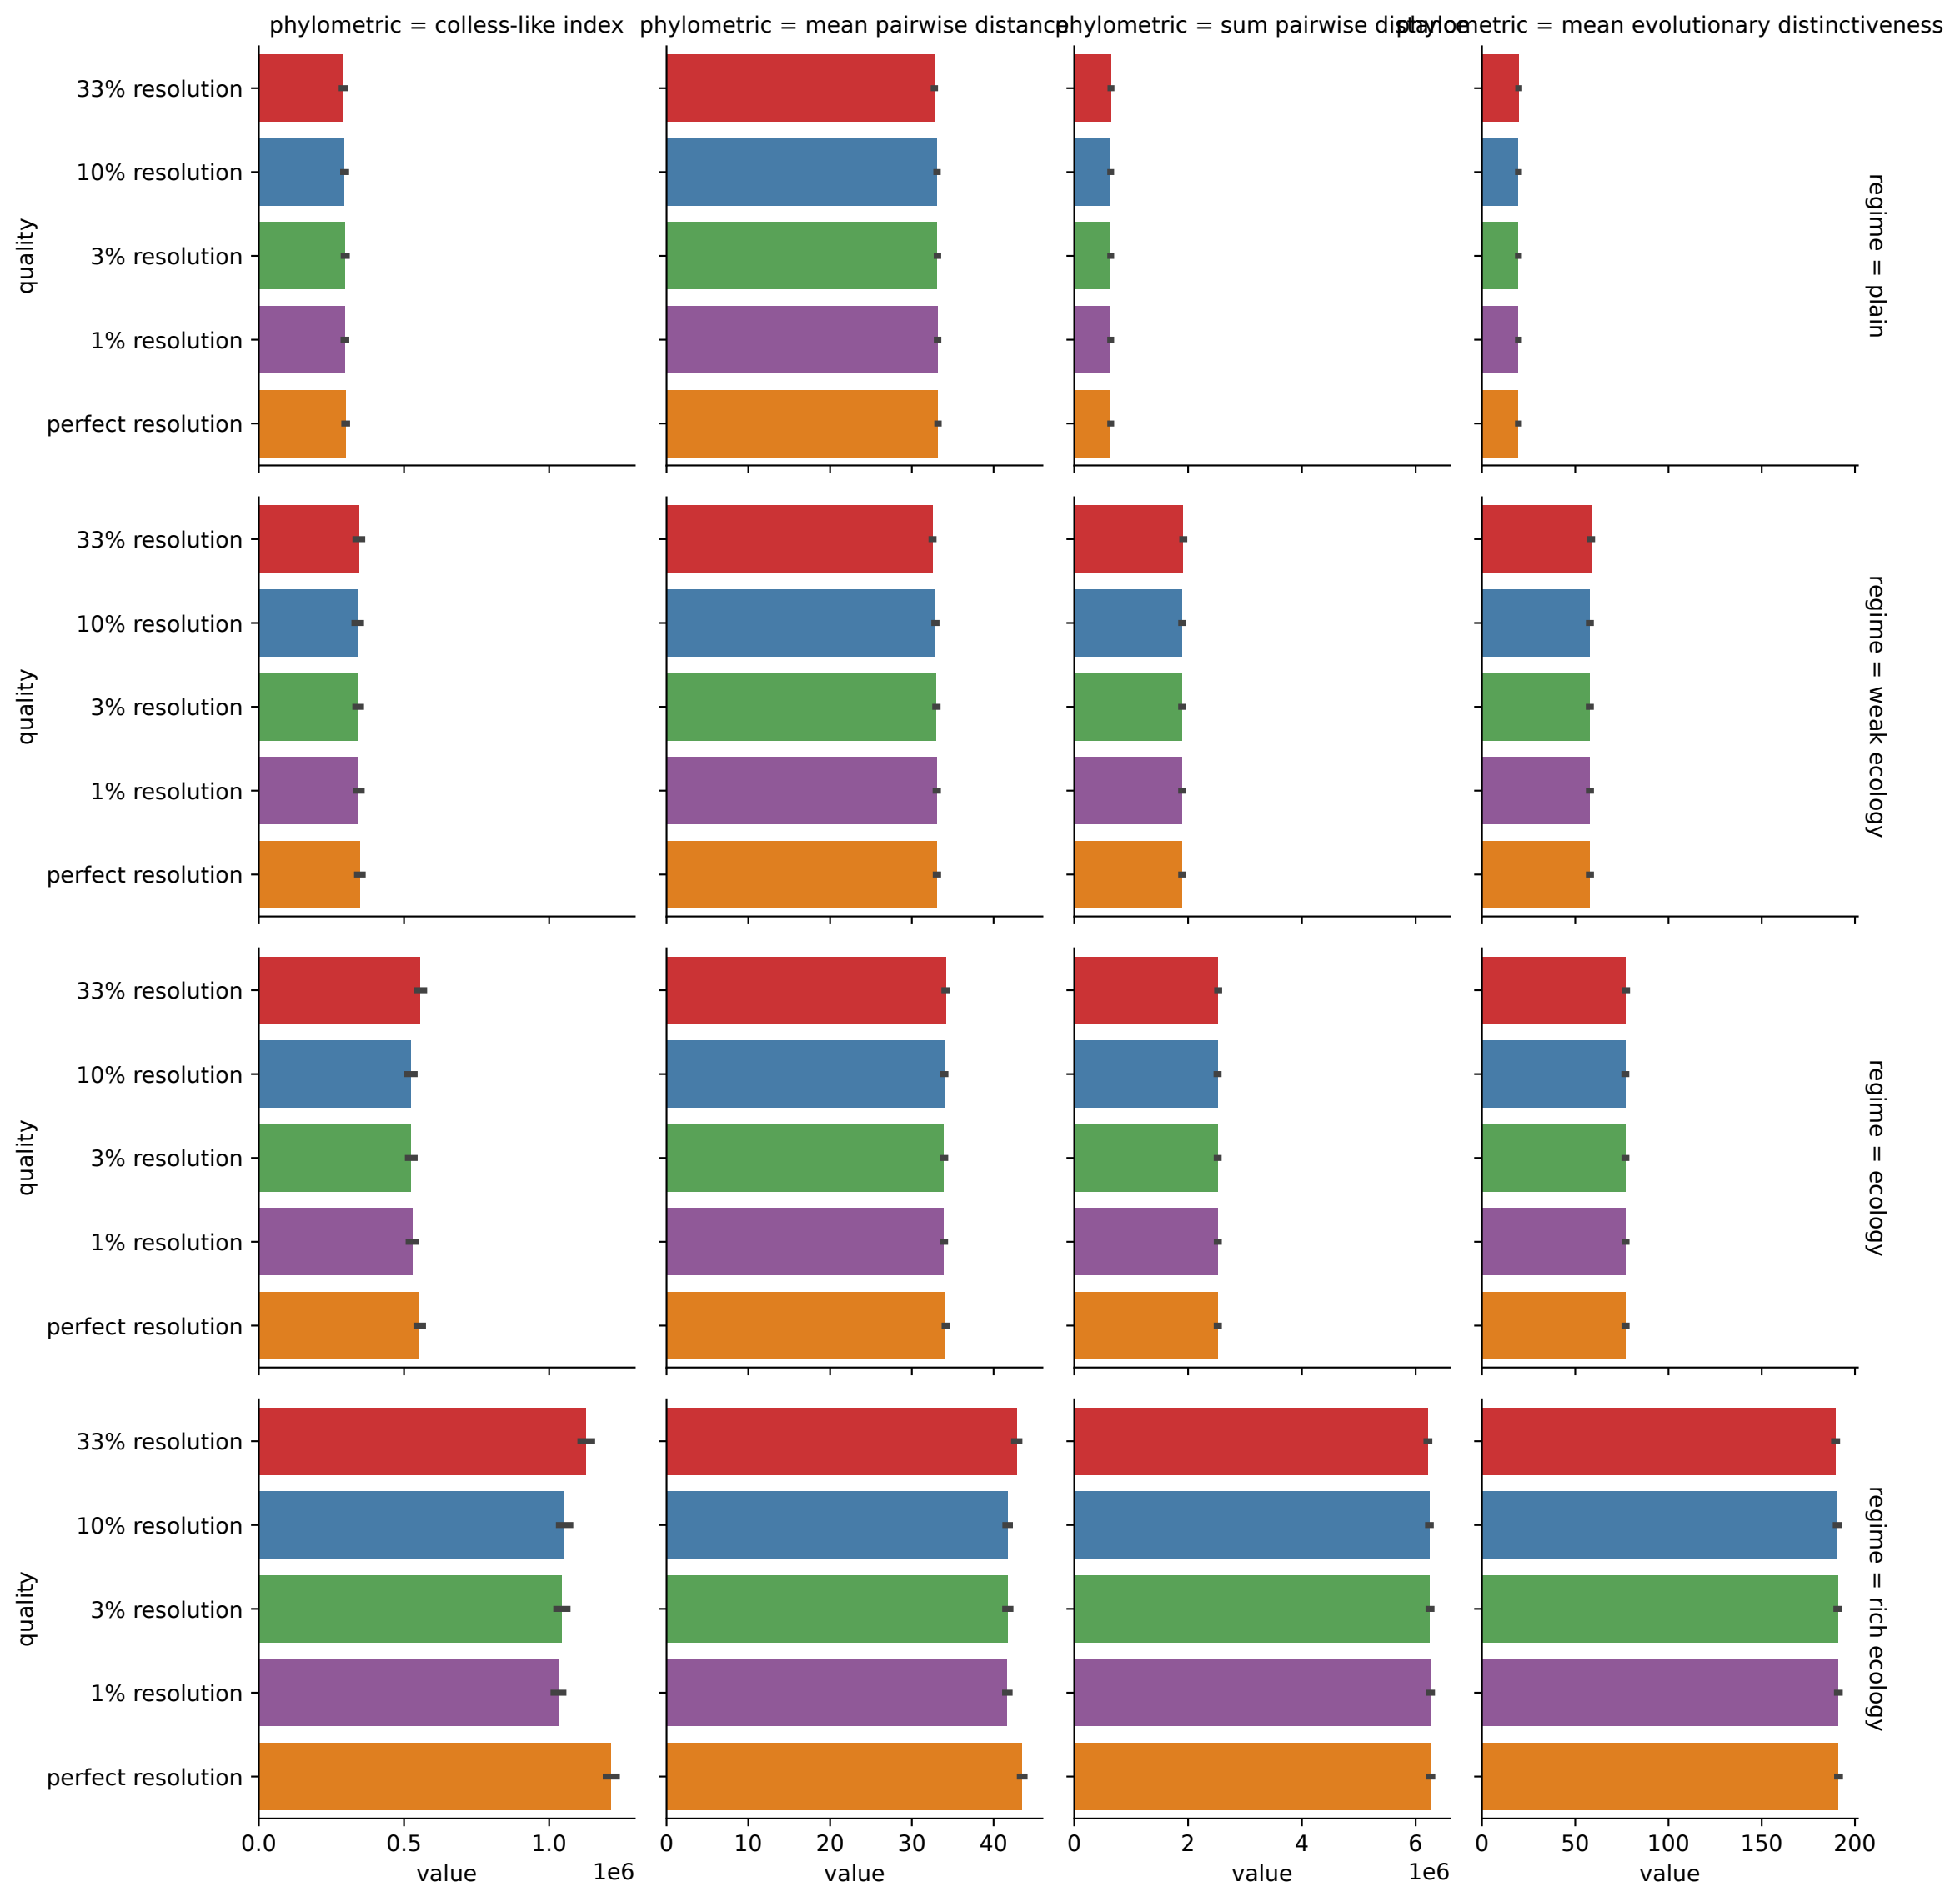 phylometric = colless-like index
phylometric = mean pairwise distance
phylometric = sum pairwise distance
phylometric = mean evolutionary distinctiveness
quality
33% resolution
10% resolution
3% resolution
1% resolution
perfect resolution
regime = plain
quality
33% resolution
10% resolution
3% resolution
1% resolution
perfect resolution
regime = weak ecology
quality
33% resolution
10% resolution
3% resolution
1% resolution
perfect resolution
regime = ecology
quality
33% resolution
10% resolution
3% resolution
1% resolution
perfect resolution
regime = rich ecology
0.0 0.5 1.0
1e6
value
0 10 20 30 40
value
0 2 4 6
1e6
value
0 50 100 150 200
value